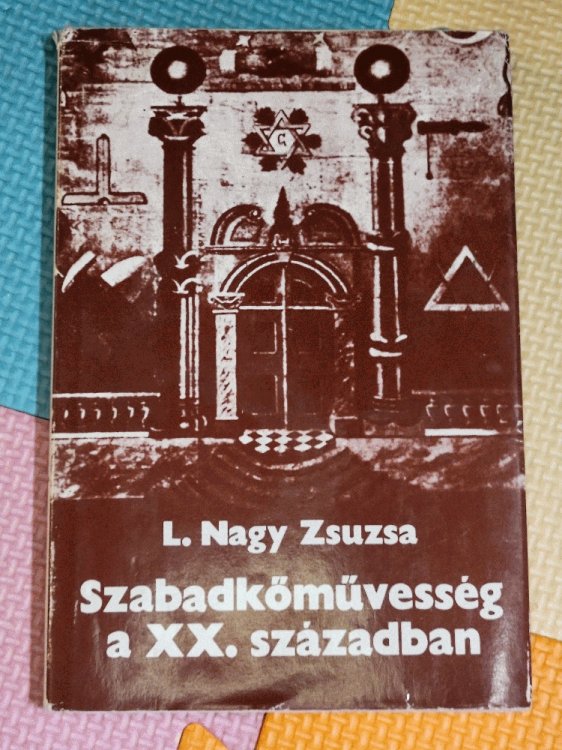 G
L. Nagy Zsuzsa
Szabadkőművesség
a XX. században